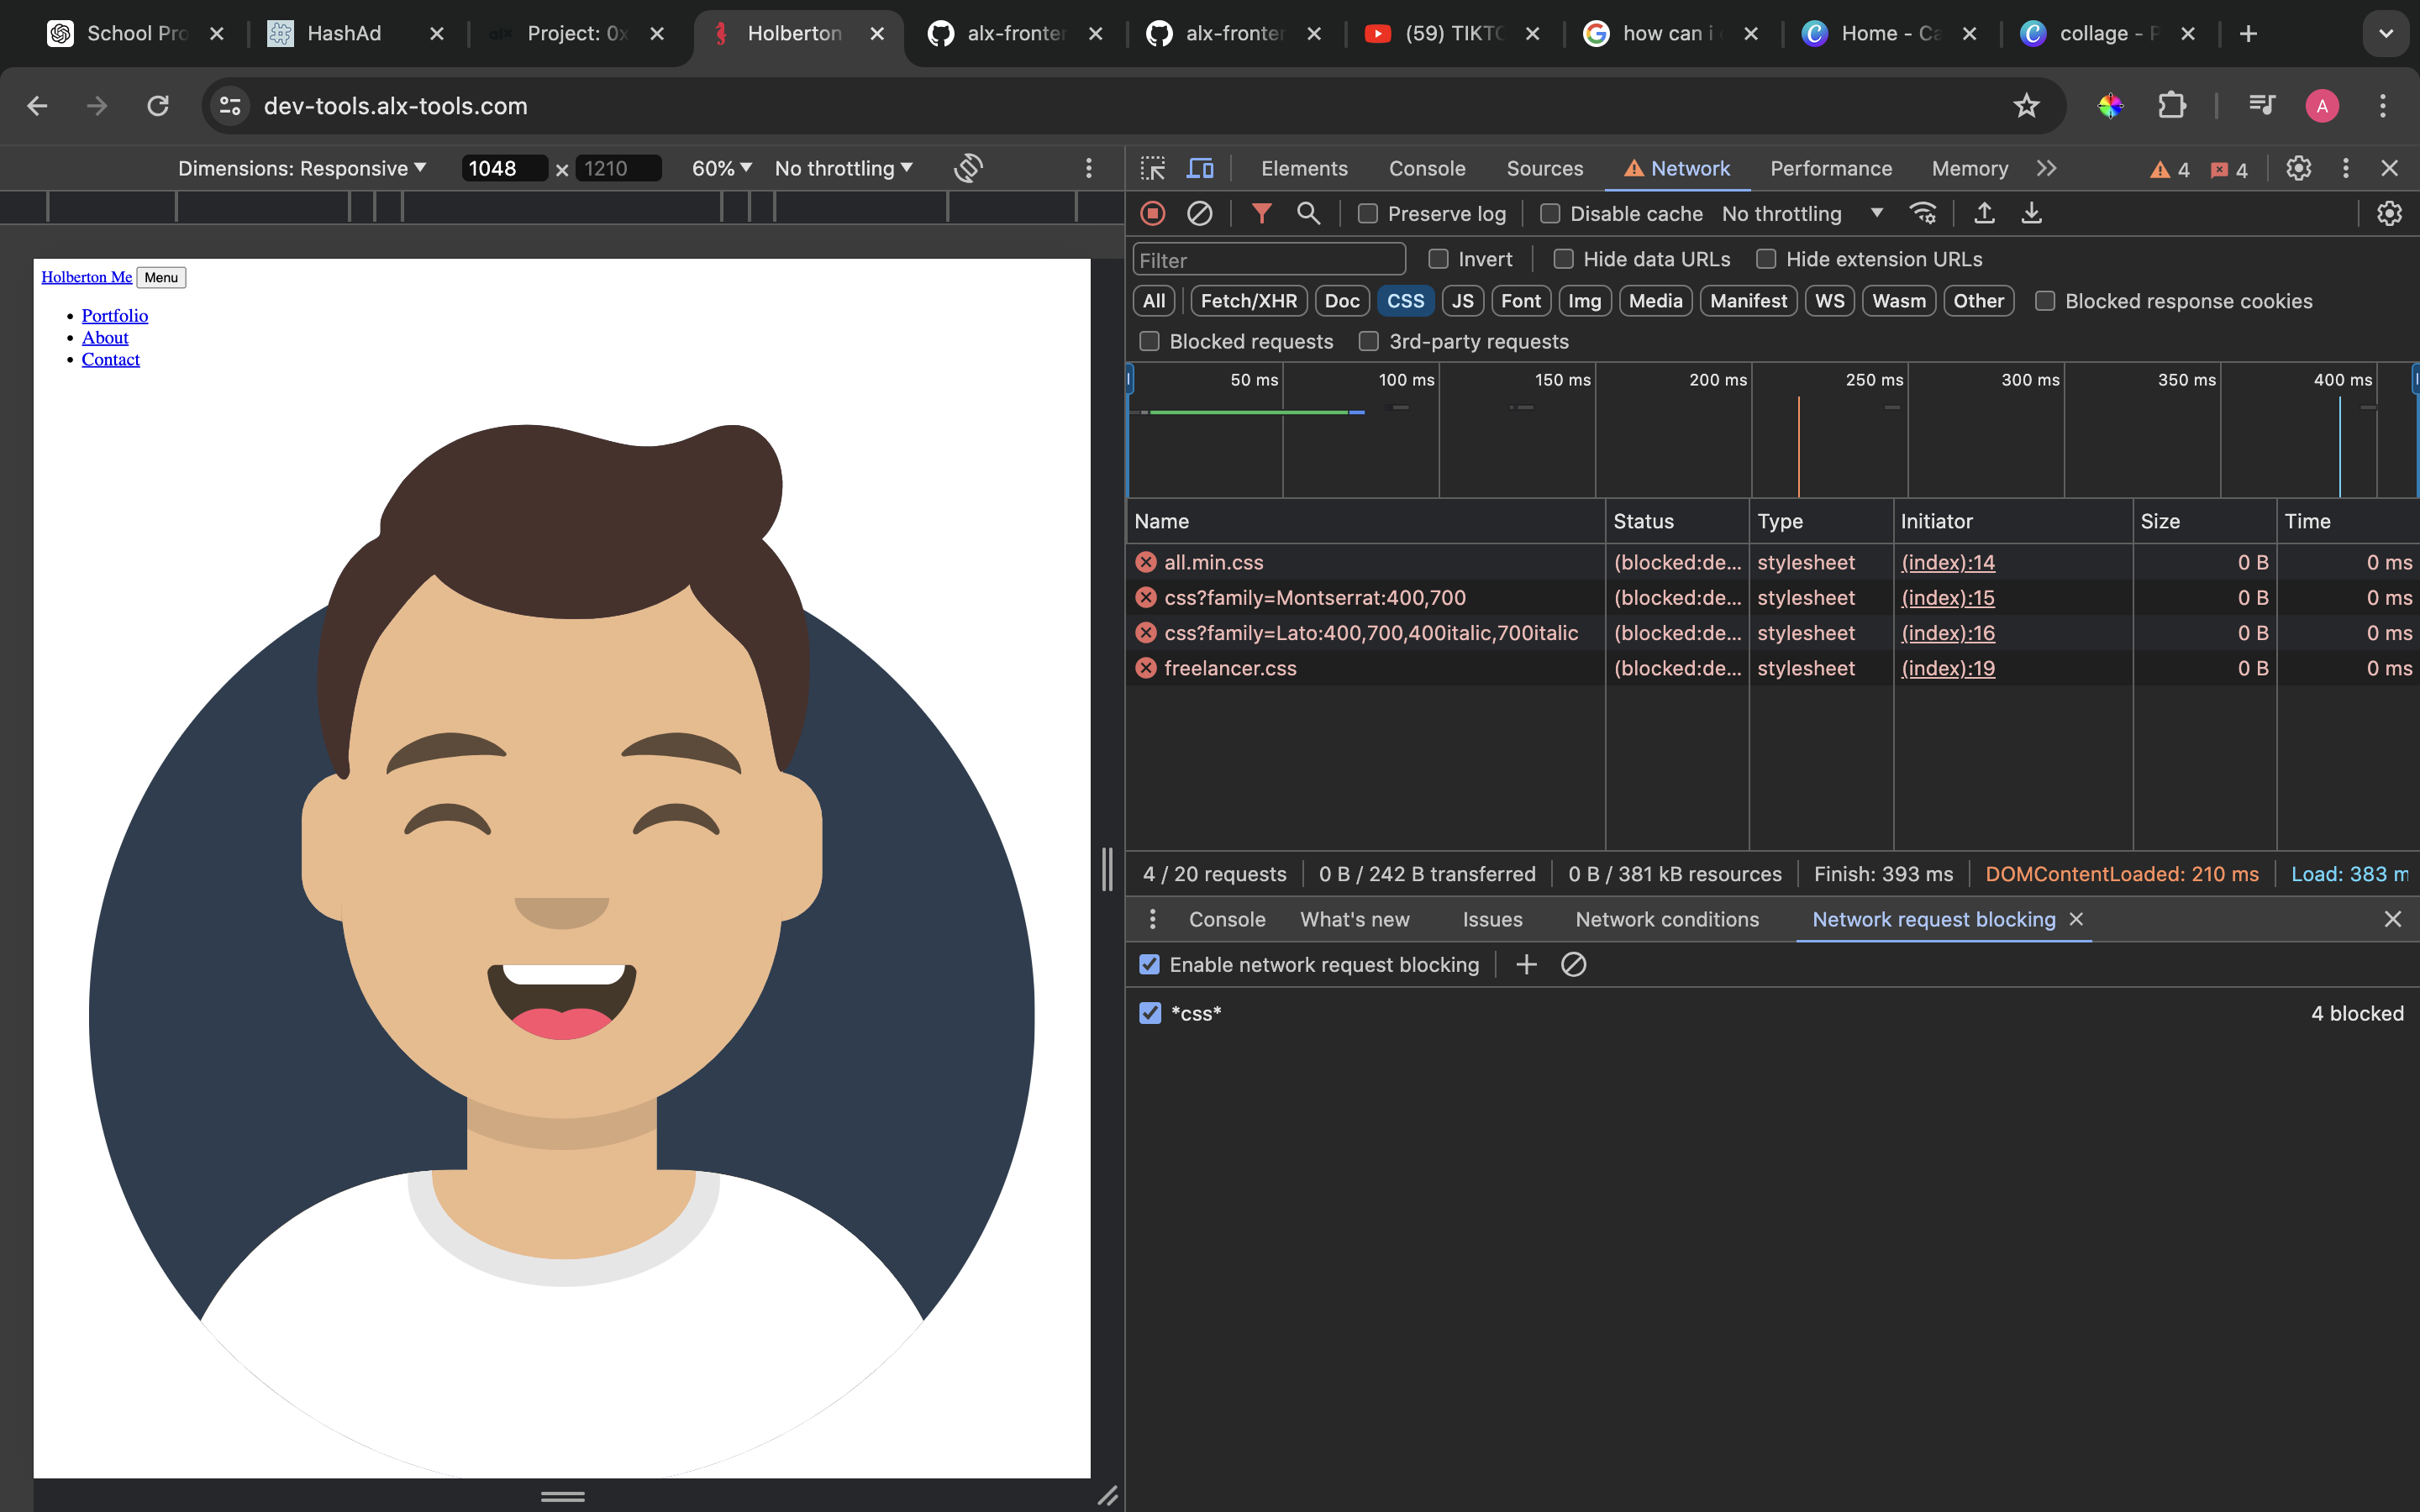 School Pro
HashAd
alx
Project: 0x
Holberton
alx-fronter
alx-fronter
(59) TIKTO
how can i
Home - Ca
collage - P
dev-tools.alx-tools.com
A
Dimensions: Responsive
1048 × 1210
60%
No throttling
Elements
Console
Sources
Network
Performance
Memory
4
4
Preserve log
Disable cache
No throttling
Filter
Invert
Hide data URLs
Hide extension URLs
All
Fetch/XHR
Doc
CSS
JS
Font
Img
Media
Manifest
WS
Wasm
Other
Blocked response cookies
Blocked requests
3rd-party requests
50 ms
100 ms
150 ms
200 ms
250 ms
300 ms
350 ms
400 ms
Name Status Type Initiator Size Time
all.min.css (blocked:de... stylesheet (index):14 0 B 0 ms
css?family=Montserrat:400,700 (blocked:de... stylesheet (index):15 0 B 0 ms
css?family=Lato:400,700,400italic,700italic (blocked:de... stylesheet (index):16 0 B 0 ms
freelancer.css (blocked:de... stylesheet (index):19 0 B 0 ms
4 / 20 requests
0 B / 242 B transferred
0 B / 381 kB resources
Finish: 393 ms
DOMContentLoaded: 210 ms
Load: 383 m
Console
What's new
Issues
Network conditions
Network request blocking
Enable network request blocking
*css* 4 blocked
Holberton Me Menu
Portfolio
About
Contact